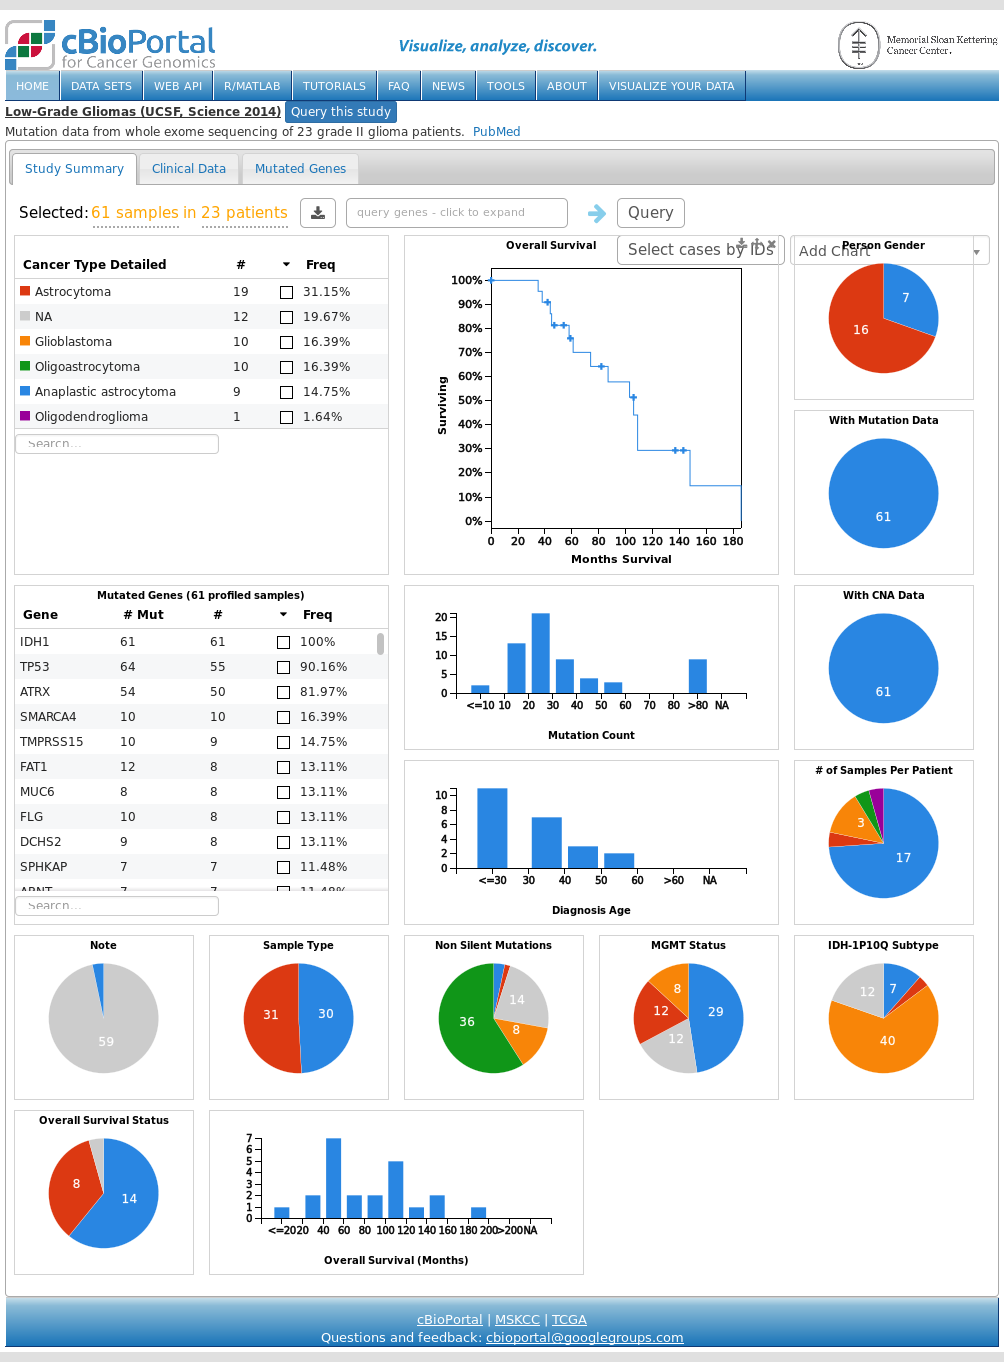 cBioPortal
for Cancer Genomics
Visualize, analyze, discover.
Memorial Sloan Kettering
Cancer Center.
HOME DATA SETS WEB API R/MATLAB TUTORIALS FAQ NEWS TOOLS ABOUT VISUALIZE YOUR DATA
Low-Grade Gliomas (UCSF, Science 2014) Query this study
Mutation data from whole exome sequencing of 23 grade II glioma patients. PubMed
Study Summary Clinical Data Mutated Genes
Selected: 61 samples in 23 patients query genes - click to expand Query
Select cases by IDs Add Chart
Cancer Type Detailed # Freq
Astrocytoma 19 31.15%
NA 12 19.67%
Glioblastoma 10 16.39%
Oligoastrocytoma 10 16.39%
Anaplastic astrocytoma 9 14.75%
Oligodendroglioma 1 1.64%
Search...
Overall Survival
Surviving
100%
90%
80%
70%
60%
50%
40%
30%
20%
10%
0%
0 20 40 60 80 100 120 140 160 180
Months Survival
Person Gender
7
16
With Mutation Data
61
Mutated Genes (61 profiled samples)
Gene # Mut # Freq
IDH1 61 61 100%
TP53 64 55 90.16%
ATRX 54 50 81.97%
SMARCA4 10 10 16.39%
TMPRSS15 10 9 14.75%
FAT1 12 8 13.11%
MUC6 8 8 13.11%
FLG 10 8 13.11%
DCHS2 9 8 13.11%
SPHKAP 7 7 11.48%
ARNT 7 7 11.48%
Search...
20
15
10
5
0
<=10 10 20 30 40 50 60 70 80 >80 NA
Mutation Count
With CNA Data
61
10
8
6
4
2
0
<=30 30 40 50 60 >60 NA
Diagnosis Age
# of Samples Per Patient
3
17
Note
59
Sample Type
31 30
Non Silent Mutations
14
36
8
MGMT Status
8
12 29
12
IDH-1P10Q Subtype
12 7
40
Overall Survival Status
8
14
7
6
5
4
3
2
1
0
<=20 20 40 60 80 100 120 140 160 180 200 >200 NA
Overall Survival (Months)
cBioPortal | MSKCC | TCGA
Questions and feedback: cbioportal@googlegroups.com